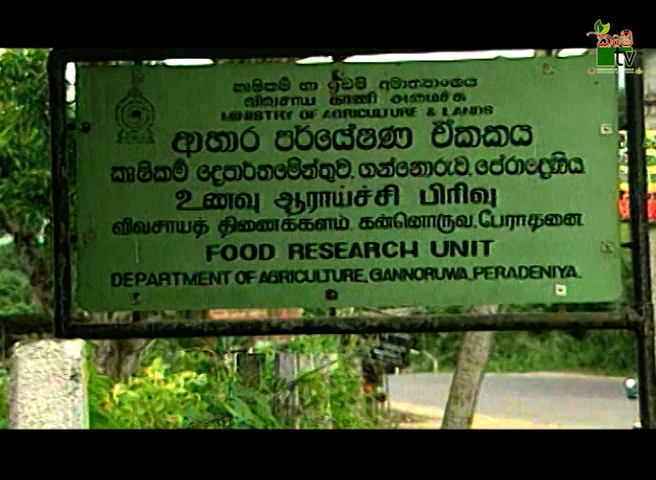 කෘෂි
tv
කෘෂිකර්ම හා ඉඩම් අමාත්‍යාංශය
விவசாய காணி அமைச்சு
MINISTRY OF AGRICULTURE & LANDS
ආහාර පර්යේෂණ ඒකකය
කෘෂිකර්ම දෙපාර්තමේන්තුව, ගන්නොරුව, පේරාදෙණිය.
உணவு ஆராய்ச்சி பிரிவு
விவசாயத் திணைக்களம். கன்னொருவ, பேராதனை.
FOOD RESEARCH UNIT
DEPARTMENT OF AGRICULTURE, GANNORUWA, PERADENIYA.